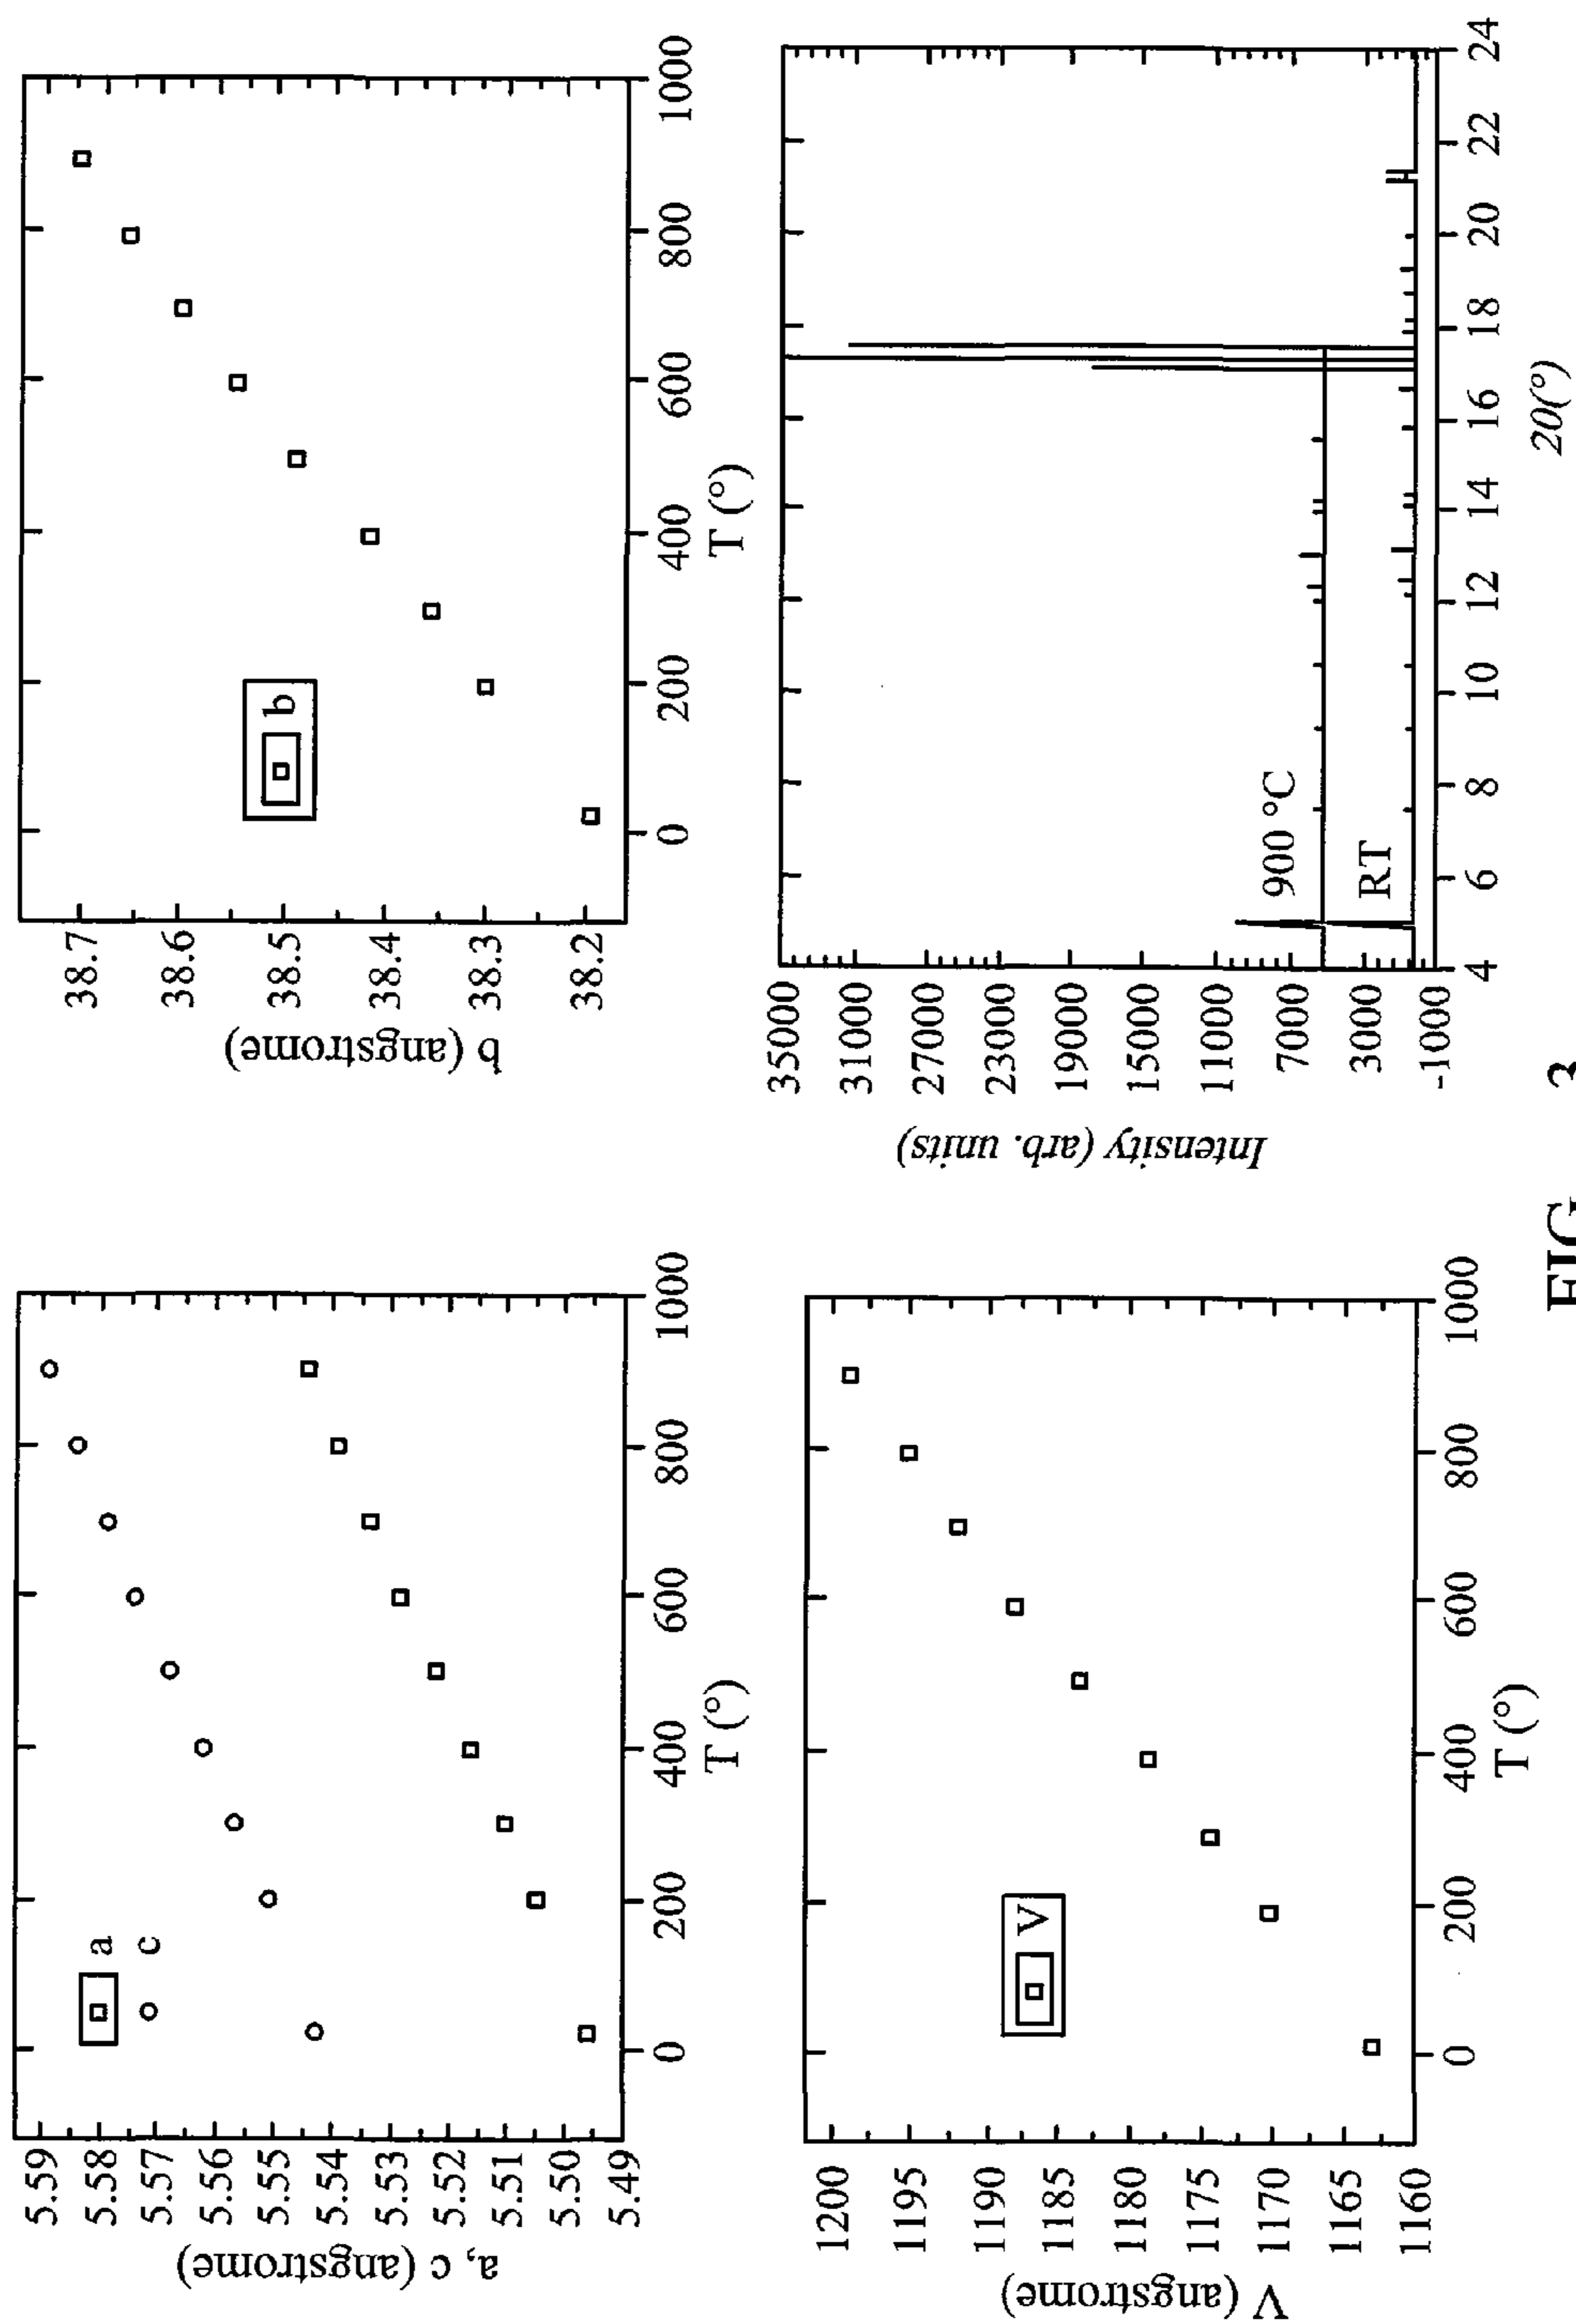 a, c (angstrome)
5.59
5.58
5.57
5.56
5.55
5.54
5.53
5.52
5.51
5.50
5.49
a
c
0 200 400 600 800 1000
T (°)
b (angstrome)
38.7
38.6
38.5
38.4
38.3
38.2
b
0 200 400 600 800 1000
T (°)
V (angstrome)
1200
1195
1190
1185
1180
1175
1170
1165
1160
V
0 200 400 600 800 1000
T (°)
Intensity (arb. units)
35000
31000
27000
23000
19000
15000
11000
7000
3000
-1000
900 °C
RT
4 6 8 10 12 14 16 18 20 22 24
20(°)
FIG 3